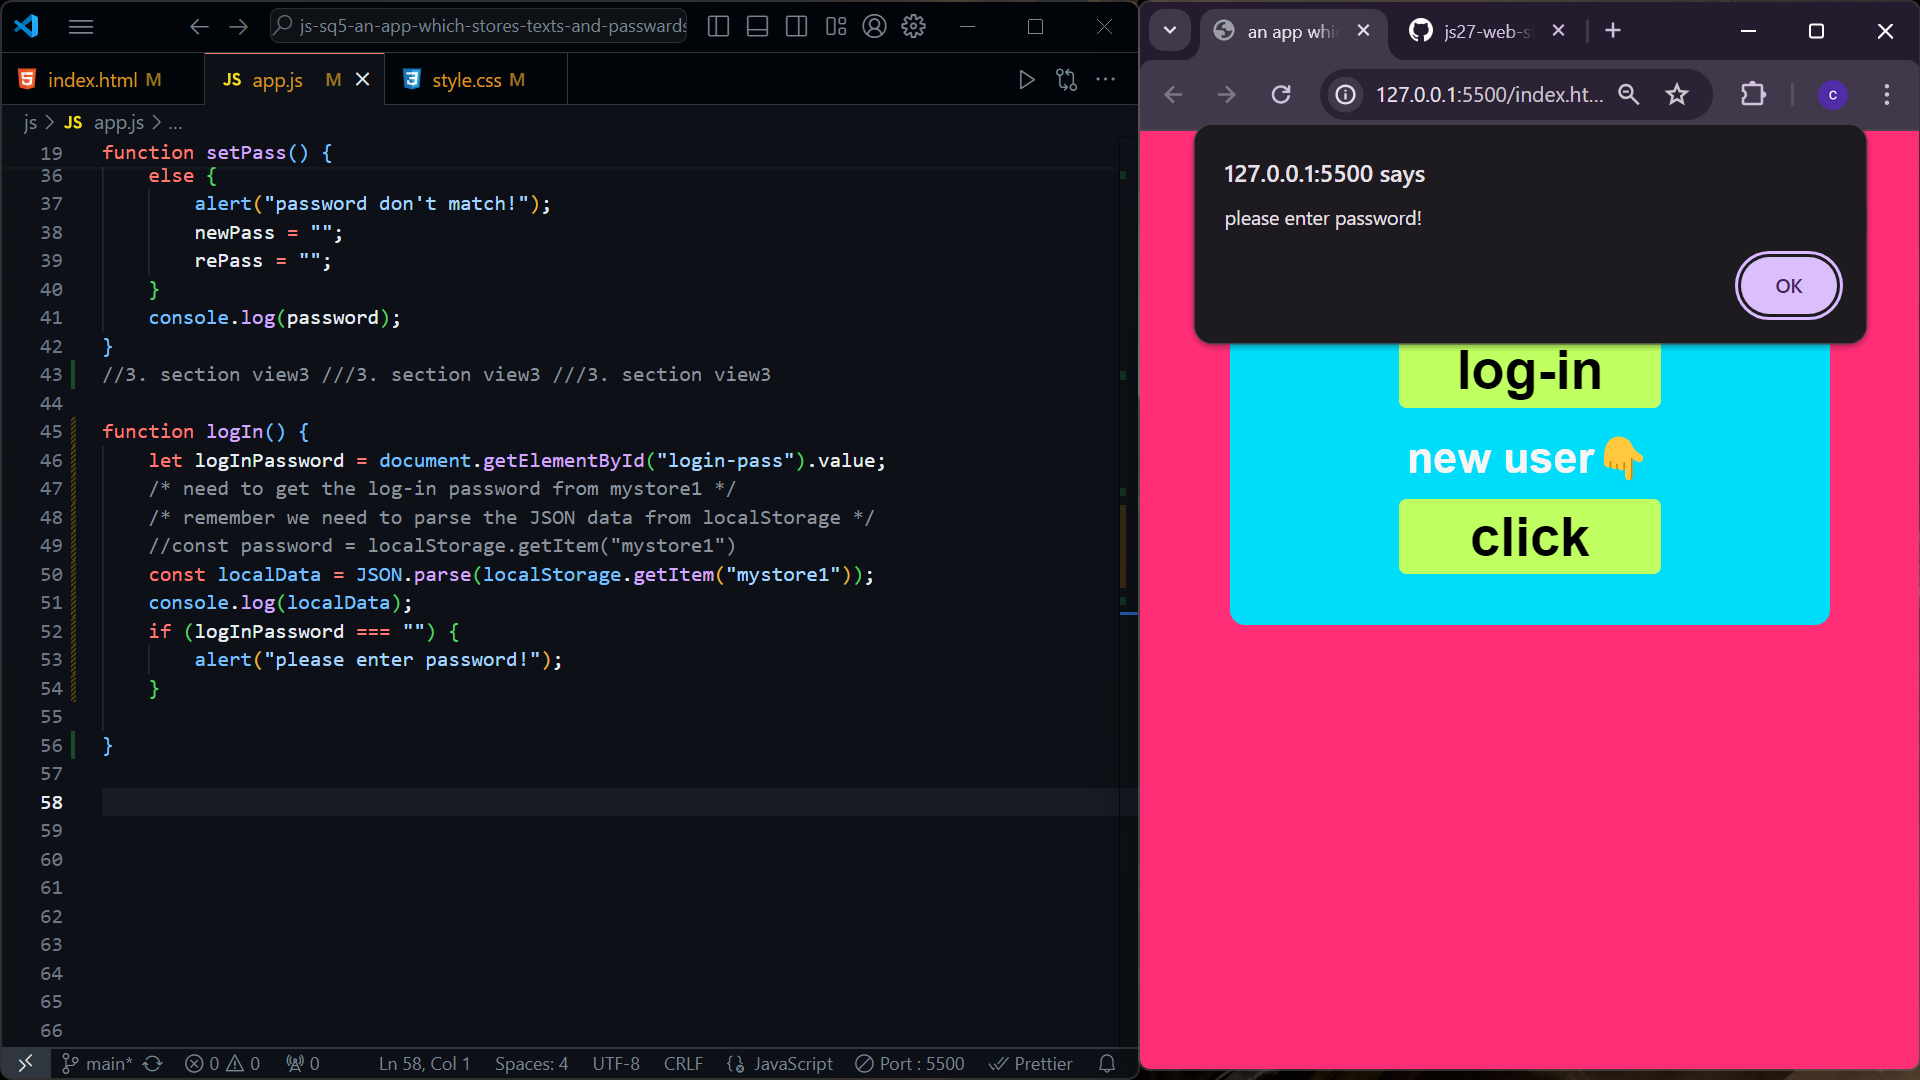 js-sq5-an-app-which-stores-texts-and-passwards
index.html M
JS app.js M
style.css M
js > JS app.js > ...
19 function setPass() {
36 else {
37 alert("password don't match!");
38 newPass = "";
39 rePass = "";
40 }
41 console.log(password);
42 }
43 //3. section view3 ///3. section view3 ///3. section view3
44
45 function logIn() {
46 let logInPassword = document.getElementById("login-pass").value;
47 /* need to get the log-in password from mystore1 */
48 /* remember we need to parse the JSON data from localStorage */
49 //const password = localStorage.getItem("mystore1")
50 const localData = JSON.parse(localStorage.getItem("mystore1"));
51 console.log(localData);
52 if (logInPassword === "") {
53 alert("please enter password!");
54 }
55
56 }
57
58
59
60
61
62
63
64
65
66
main* 0 0 0 Ln 58, Col 1 Spaces: 4 UTF-8 CRLF {} JavaScript Port : 5500 Prettier
an app whi
js27-web-s
127.0.0.1:5500/index.ht...
c
127.0.0.1:5500 says
please enter password!
OK
log-in
new user👇
click